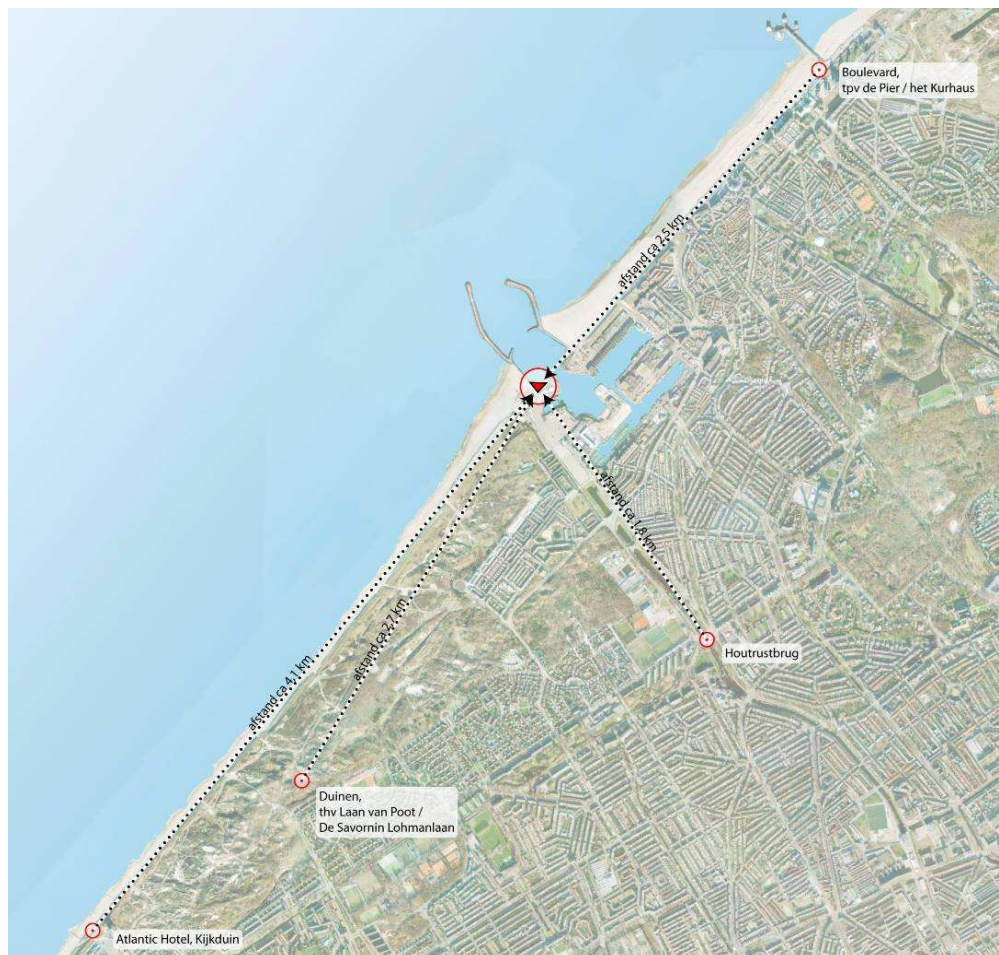 Boulevard,
tpv de Pier / het Kurhaus
afstand ca 2,5 km
afstand ca 1,8 km
afstand ca 2,7 km
afstand ca 4,1 km
Houtrustbrug
Duinen,
thv Laan van Poot /
De Savornin Lohmanlaan
Atlantic Hotel, Kijkduin